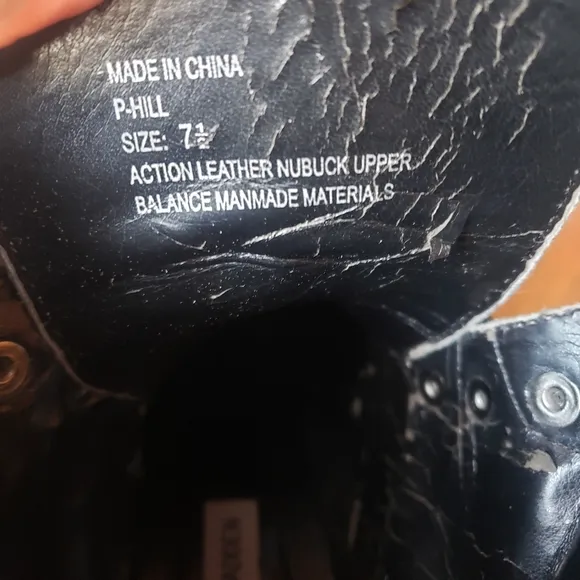 MADE IN CHINA
P-HILL
SIZE: 7½
ACTION LEATHER NUBUCK UPPER
BALANCE MANMADE MATERIALS